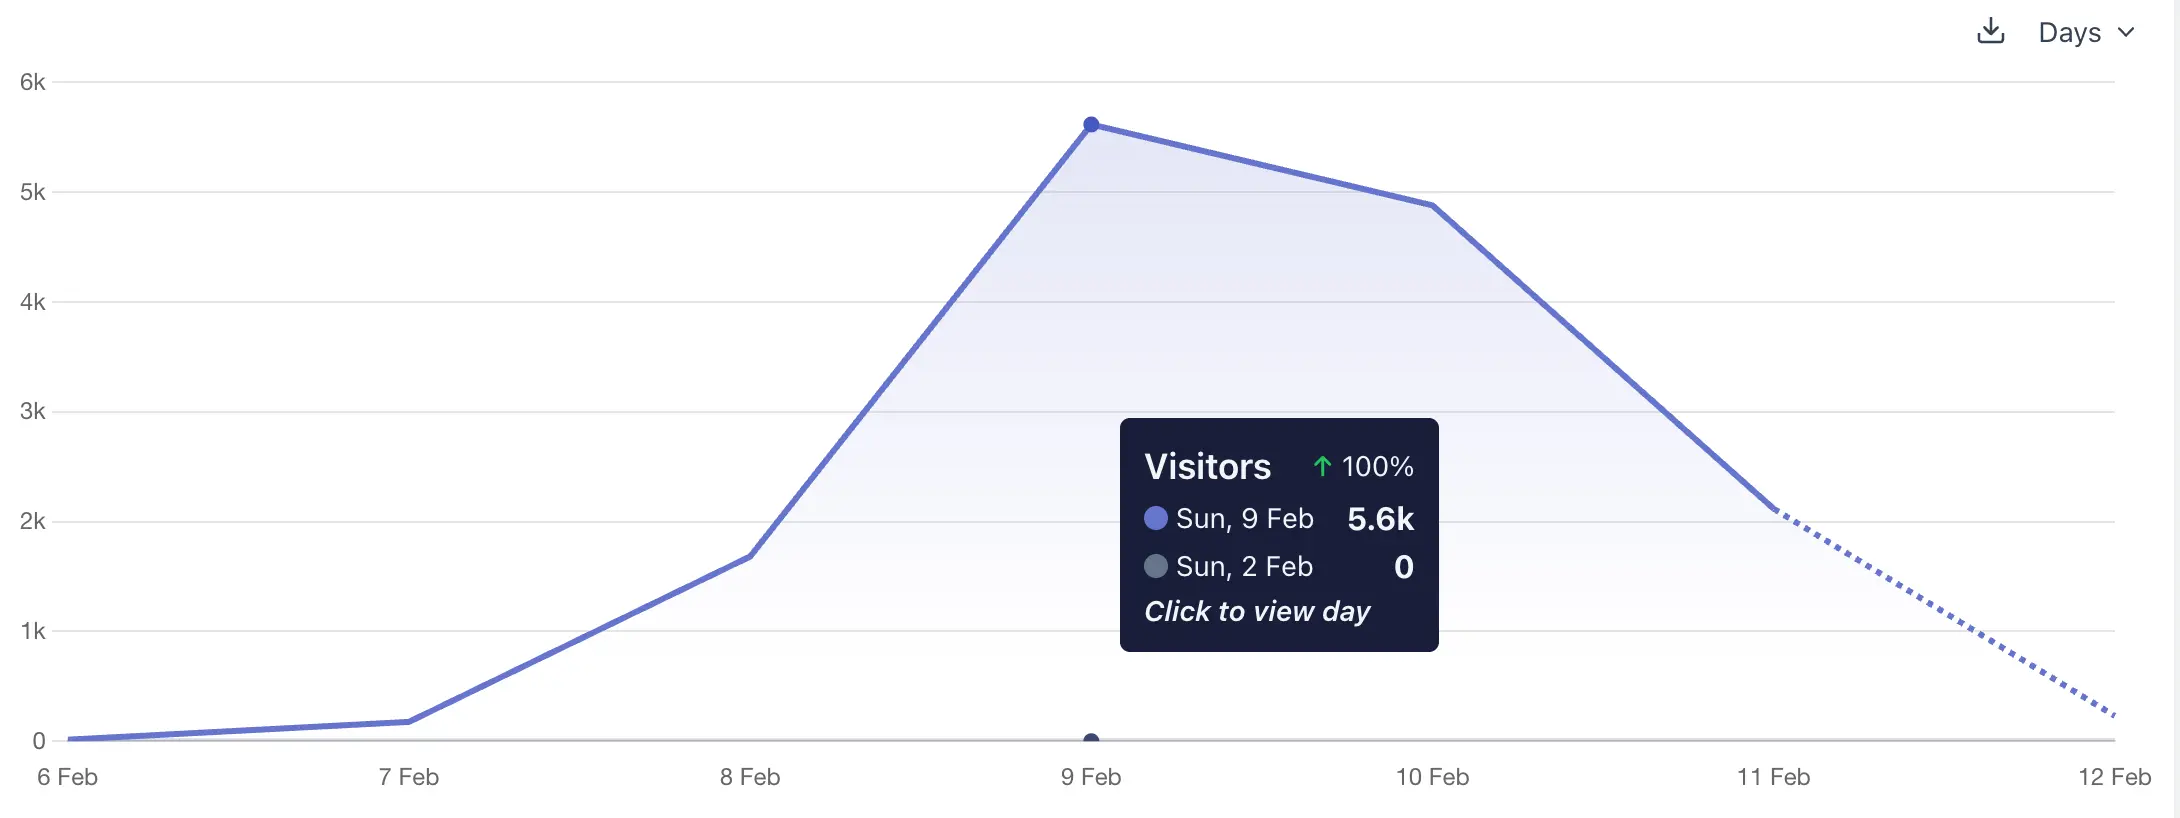 Days
6k
5k
4k
3k
2k
1k
0
Visitors ↑ 100%
Sun, 9 Feb 5.6k
Sun, 2 Feb 0
Click to view day
6 Feb 7 Feb 8 Feb 9 Feb 10 Feb 11 Feb 12 Feb